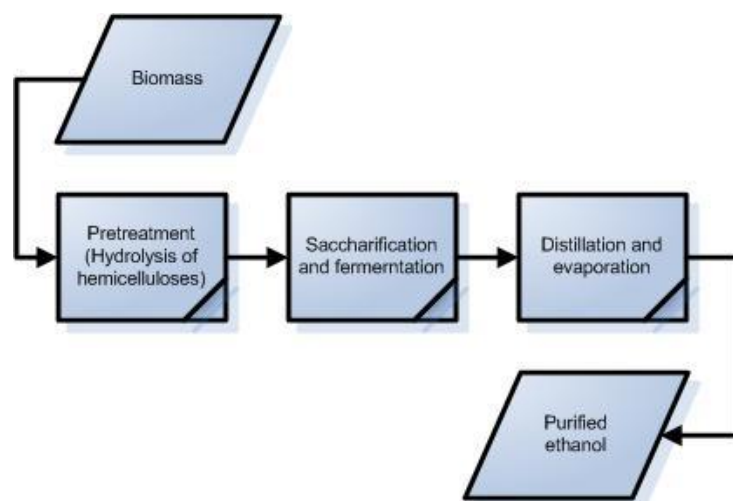 Biomass
Pretreatment
(Hydrolysis of
hemicelluloses)
Saccharification
and fermerntation
Distillation and
evaporation
Purified
ethanol